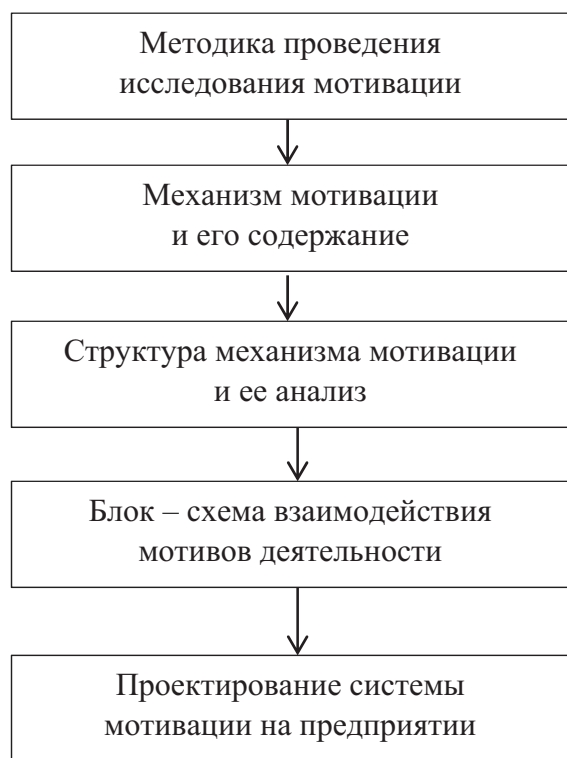 Методика проведения
исследования мотивации
Механизм мотивации
и его содержание
Структура механизма мотивации
и ее анализ
Блок – схема взаимодействия
мотивов деятельности
Проектирование системы
мотивации на предприятии